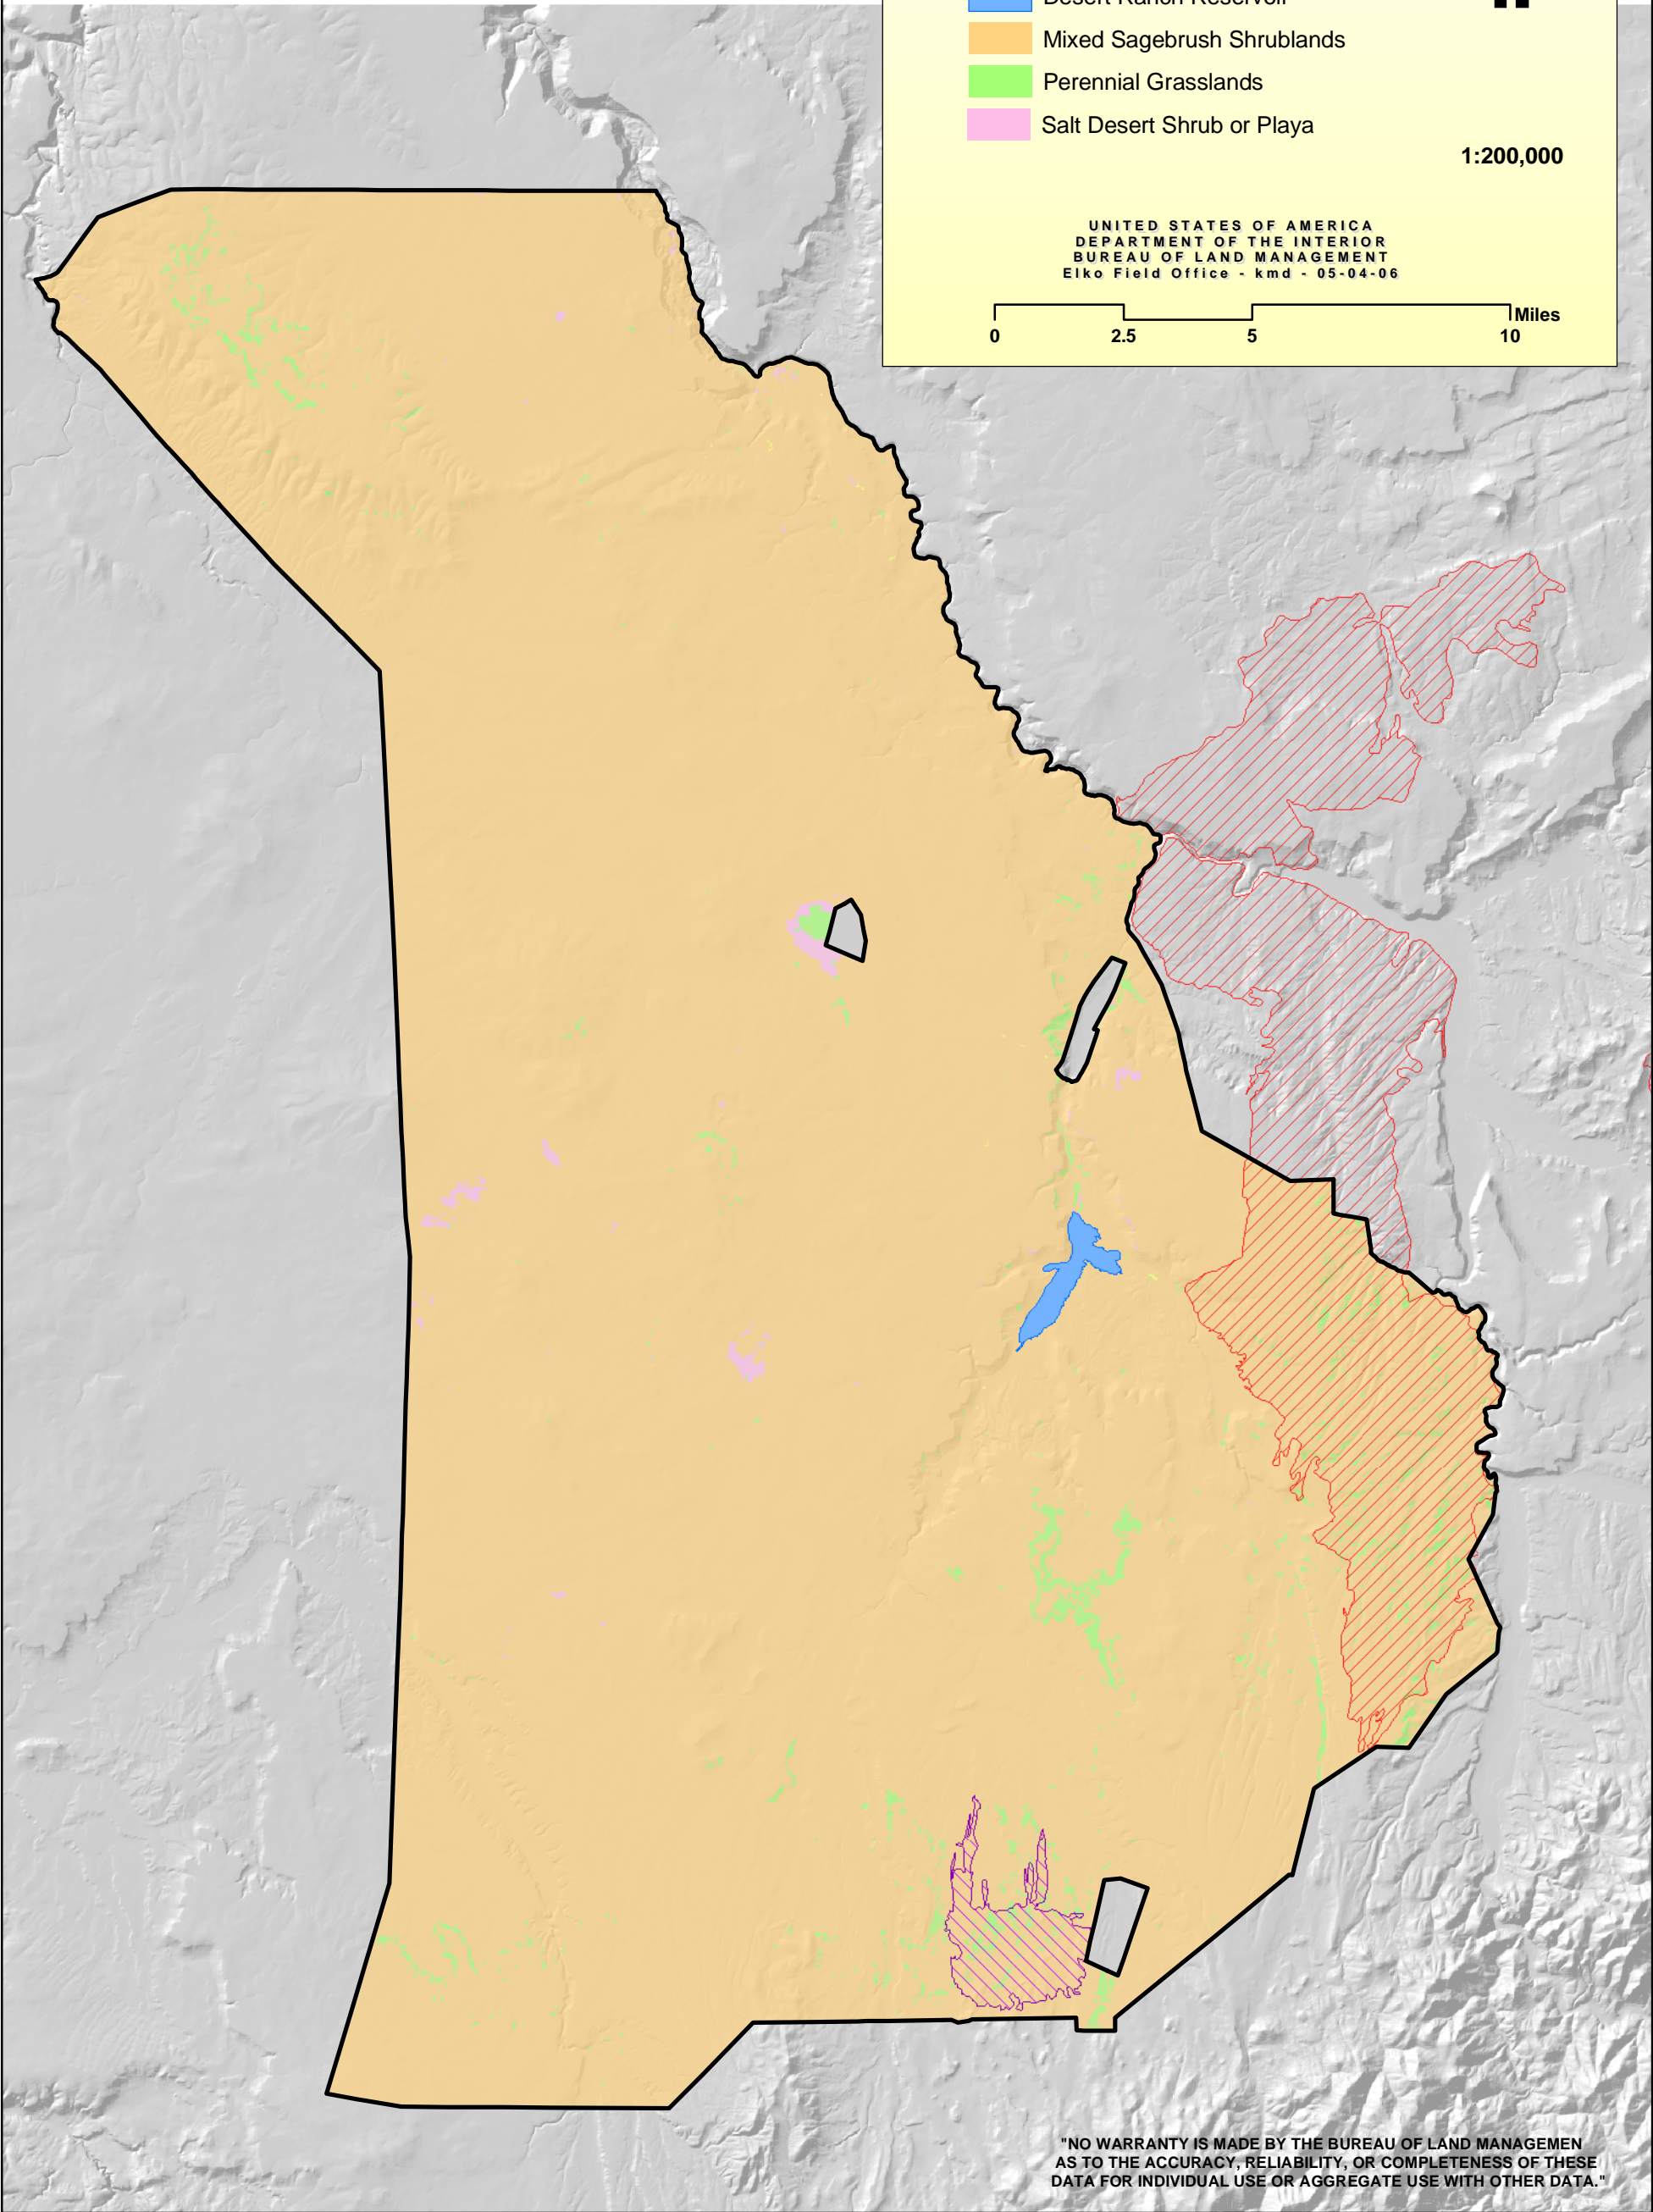 Desert Ranch Reservoir
Mixed Sagebrush Shrublands
Perennial Grasslands
Salt Desert Shrub or Playa
1:200,000
UNITED STATES OF AMERICA
DEPARTMENT OF THE INTERIOR
BUREAU OF LAND MANAGEMENT
Elko Field Office - kmd - 05-04-06
Miles
0 2.5 5 10
"NO WARRANTY IS MADE BY THE BUREAU OF LAND MANAGEMEN
AS TO THE ACCURACY, RELIABILITY, OR COMPLETENESS OF THESE
DATA FOR INDIVIDUAL USE OR AGGREGATE USE WITH OTHER DATA."